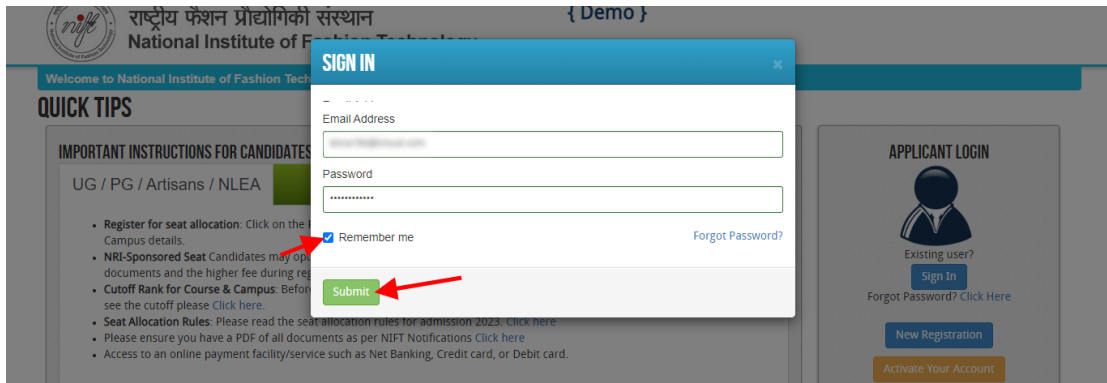 राष्ट्रीय फैशन प्रौद्योगिकी संस्थान
{ Demo }
nift
National Institute of Fashion Technology
SIGN IN
×
Welcome to National Institute of Fashion Tech
QUICK TIPS
Email Address
Password
............
Remember me
Forgot Password?
Submit
IMPORTANT INSTRUCTIONS FOR CANDIDATES
UG / PG / Artisans / NLEA
Register for seat allocation: Click on the
Campus details.
NRI-Sponsored Seat Candidates may
documents and the higher fee during
Cutoff Rank for Course & Campus:
see the cutoff please Click here.
Seat Allocation Rules: Please read the seat allocation rules for admission 2023. Click here
Please ensure you have a PDF of all documents as per NIFT Notifications Click here
Access to an online payment facility/service such as Net Banking, Credit card, or Debit card.
APPLICANT LOGIN
Existing user?
Sign In
Forgot Password? Click Here
New Registration
Activate Your Account